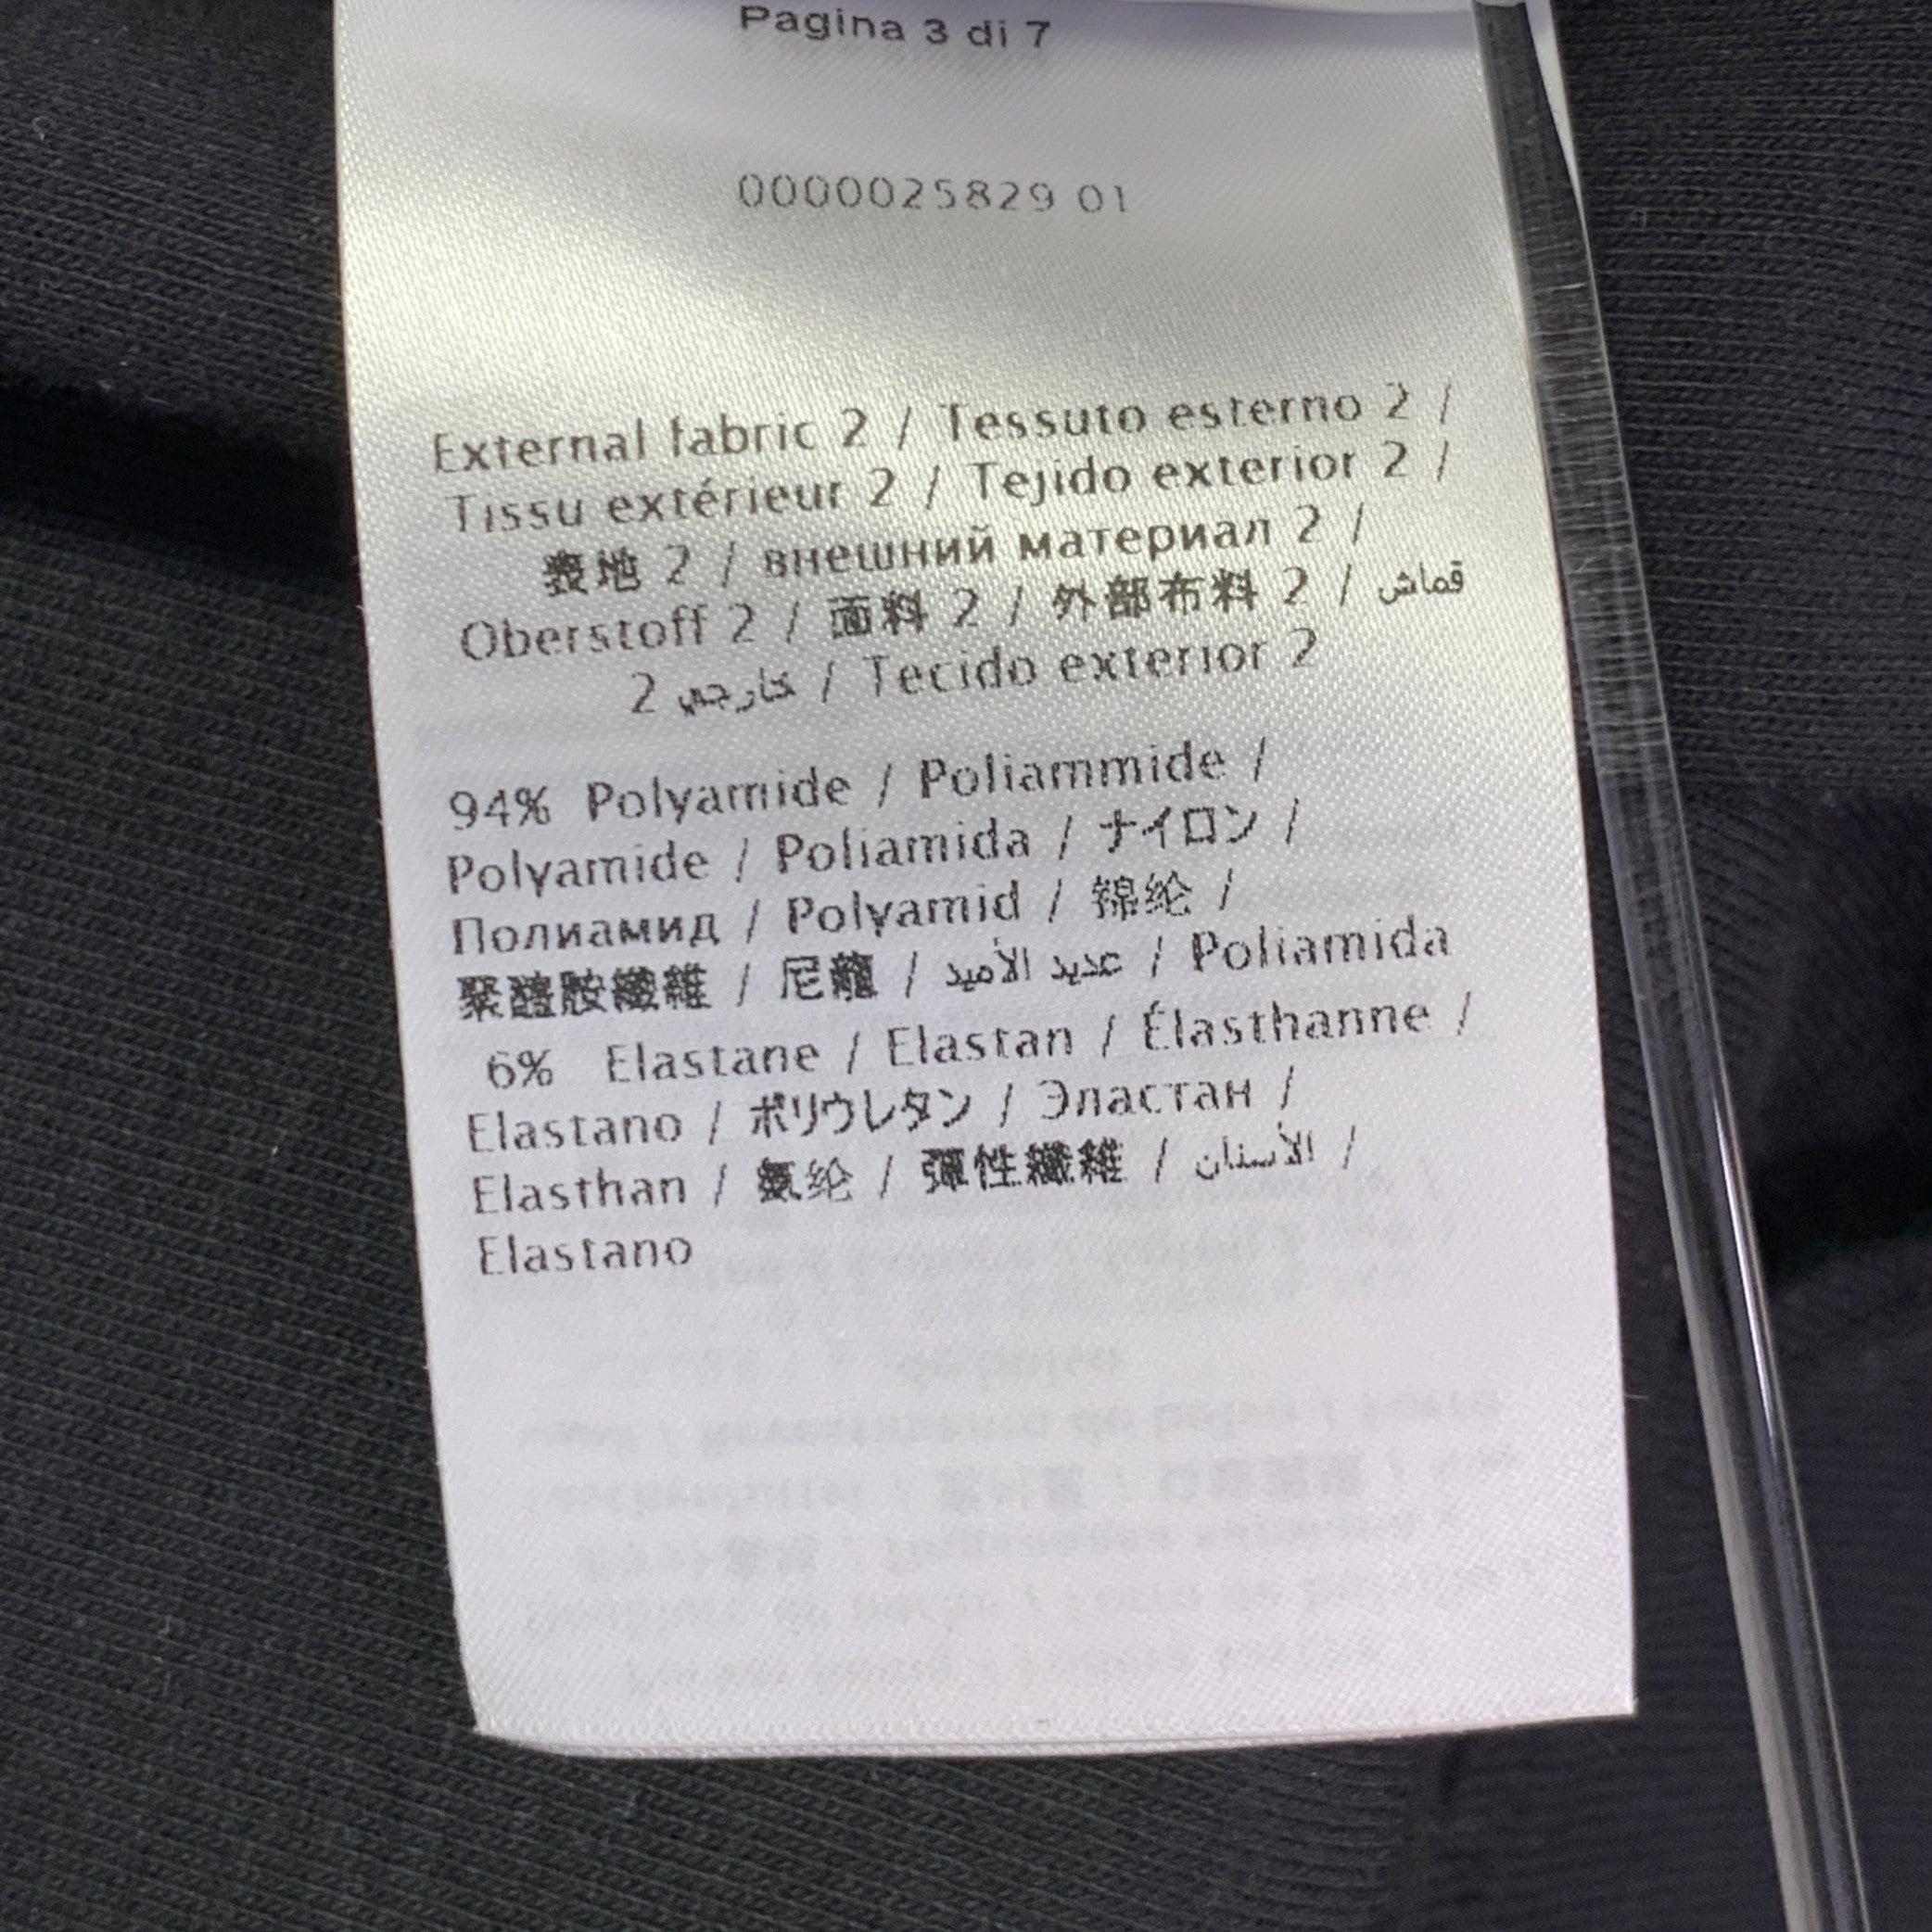 Pagina 3 di 7
0000025829 01
External fabric 2 / Tessuto esterno 2 /
Tissu extérieur 2 / Tejido exterior 2 /
表地 2 / внешний материал 2 /
Oberstoff 2 / 面料 2 / 外部布料 2 / قماش
خارجي 2 / Tecido exterior 2
94% Polyamide / Poliammide /
Polyamide / Poliamida / ナイロン /
Полиамид / Polyamid / 锦纶 /
聚醯胺纖維 / 尼龍 / عديد الأميد / Poliamida
6% Elastane / Elastan / Élasthanne /
Elastano / ポリウレタン / Эластан /
Elasthan / 氨纶 / 彈性纖維 / الأستان /
Elastano